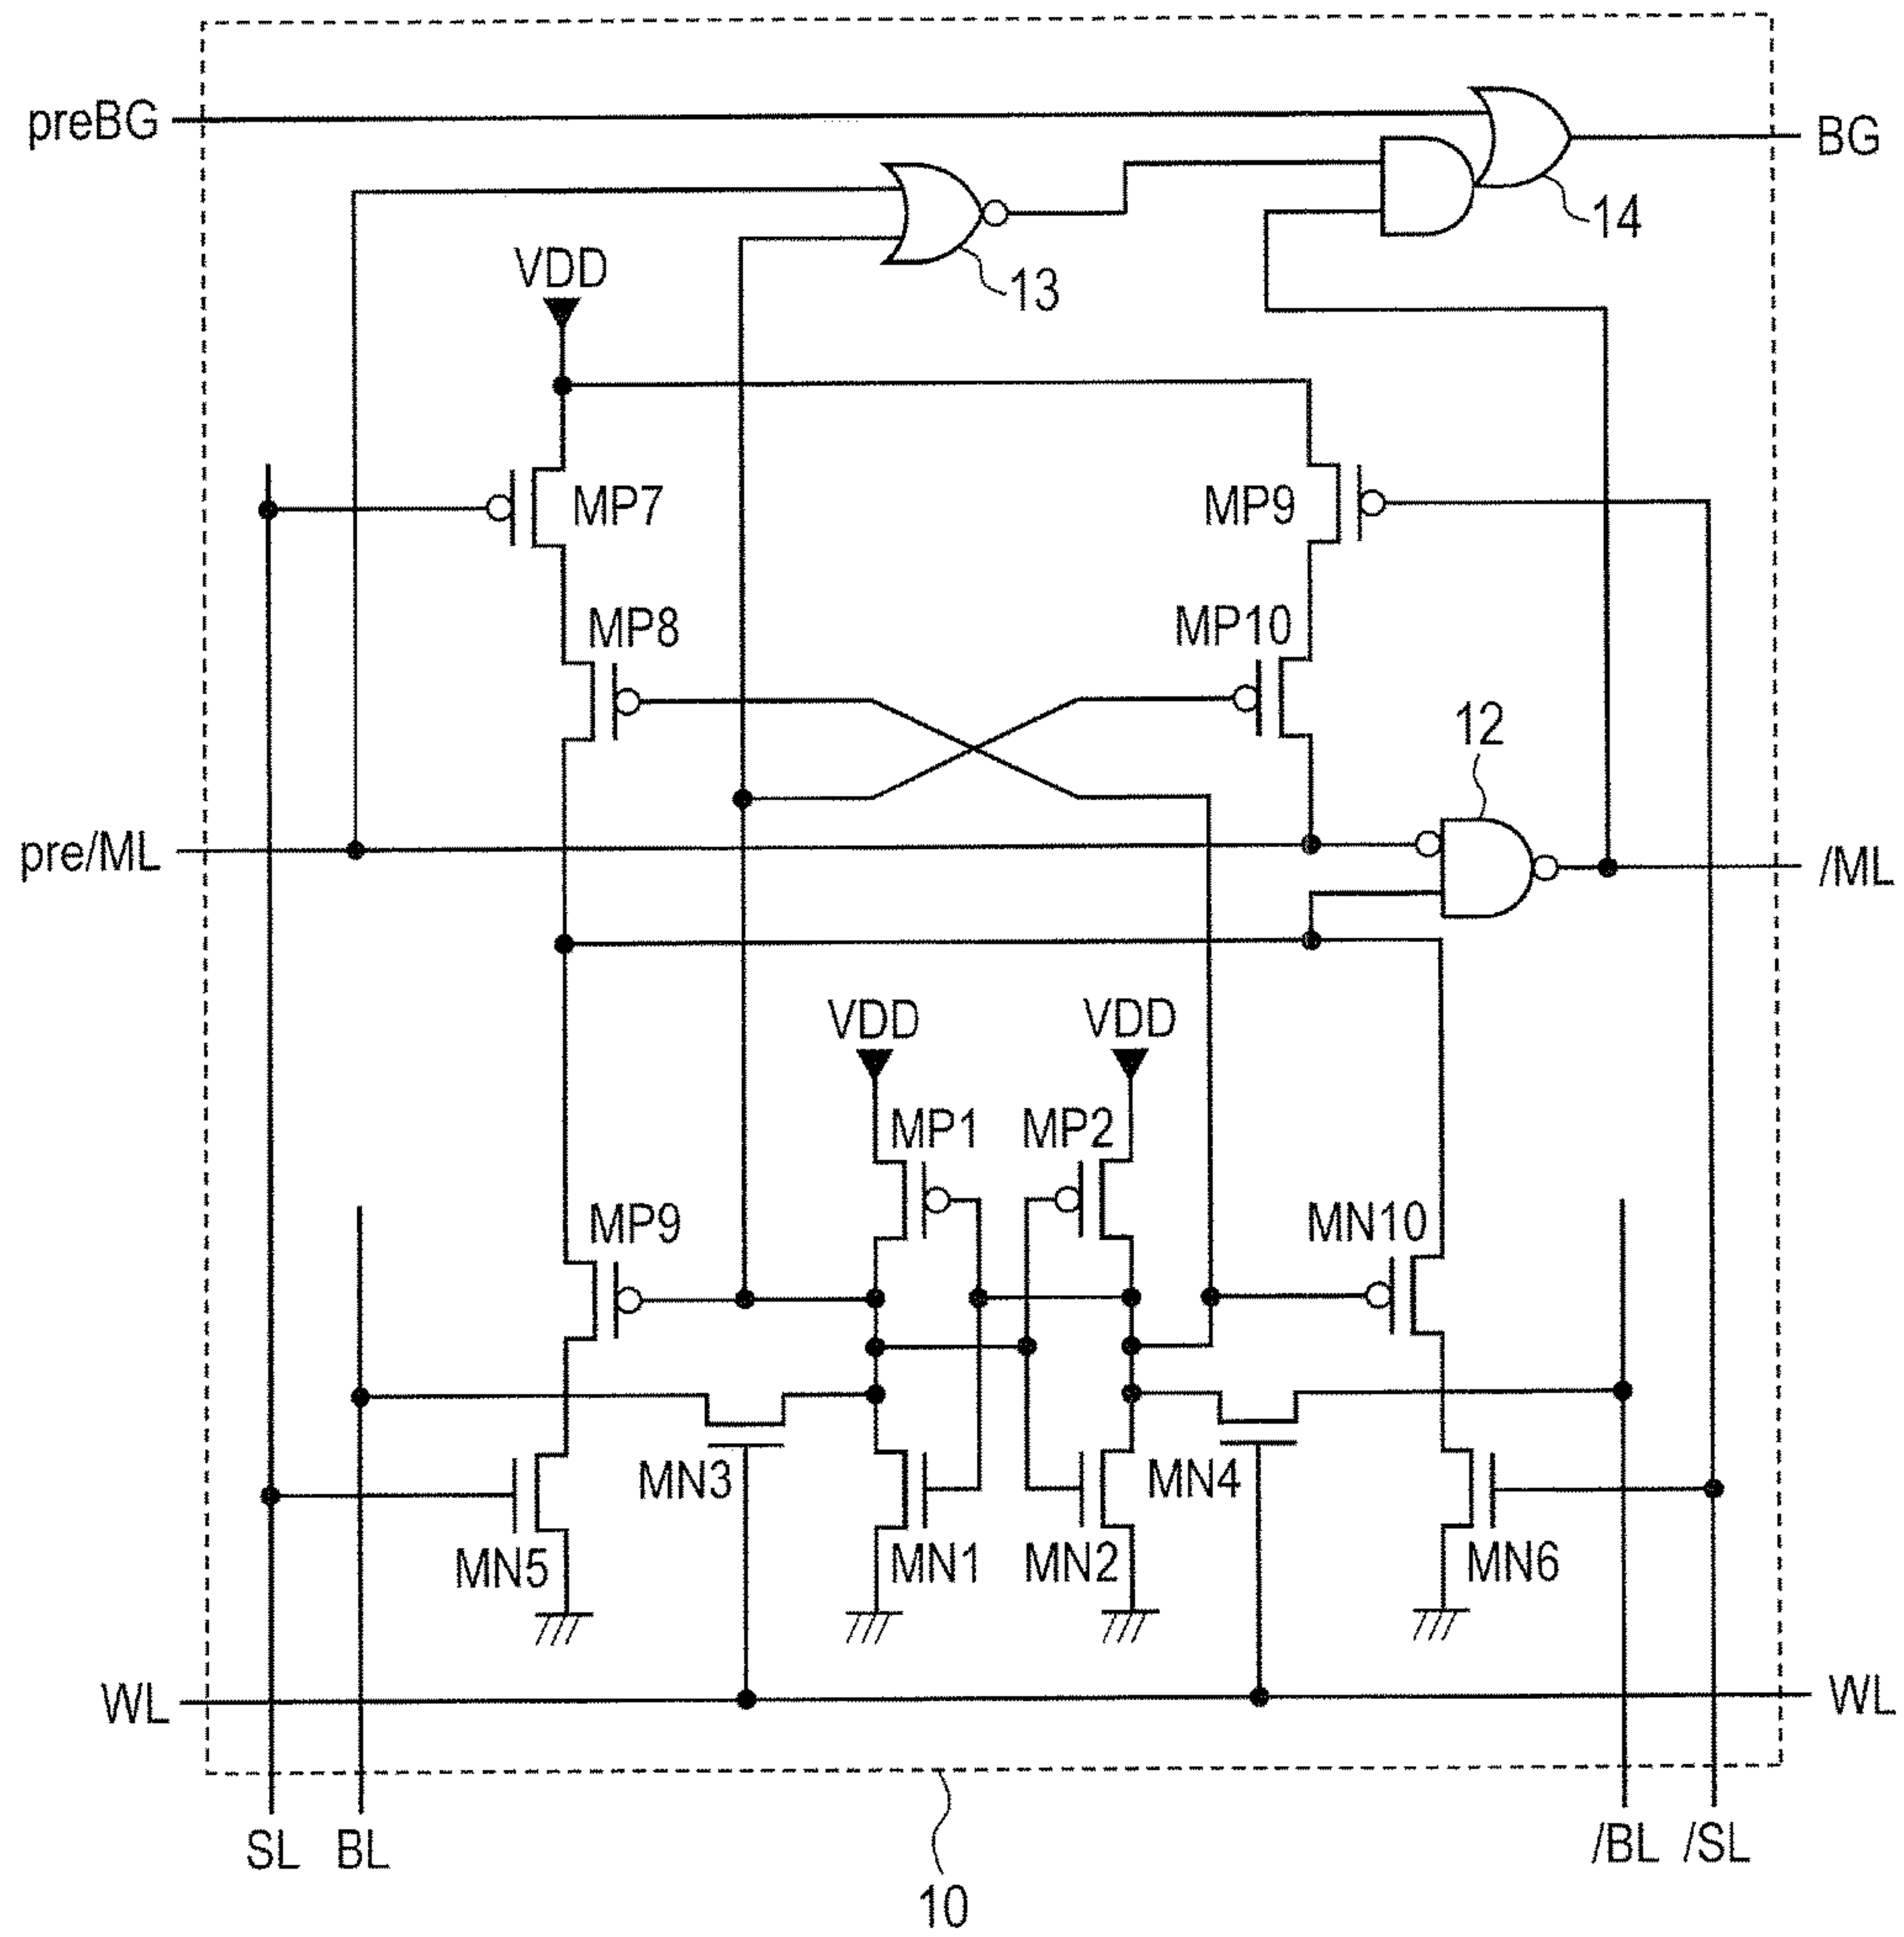 preBG
BG
14
13
VDD
MP7
MP9
MP8
MP10
12
pre/ML
/ML
VDD
VDD
MP1
MP2
MP9
MN10
MN3
MN4
MN5
MN1
MN2
MN6
WL
WL
SL
BL
/BL
/SL
10